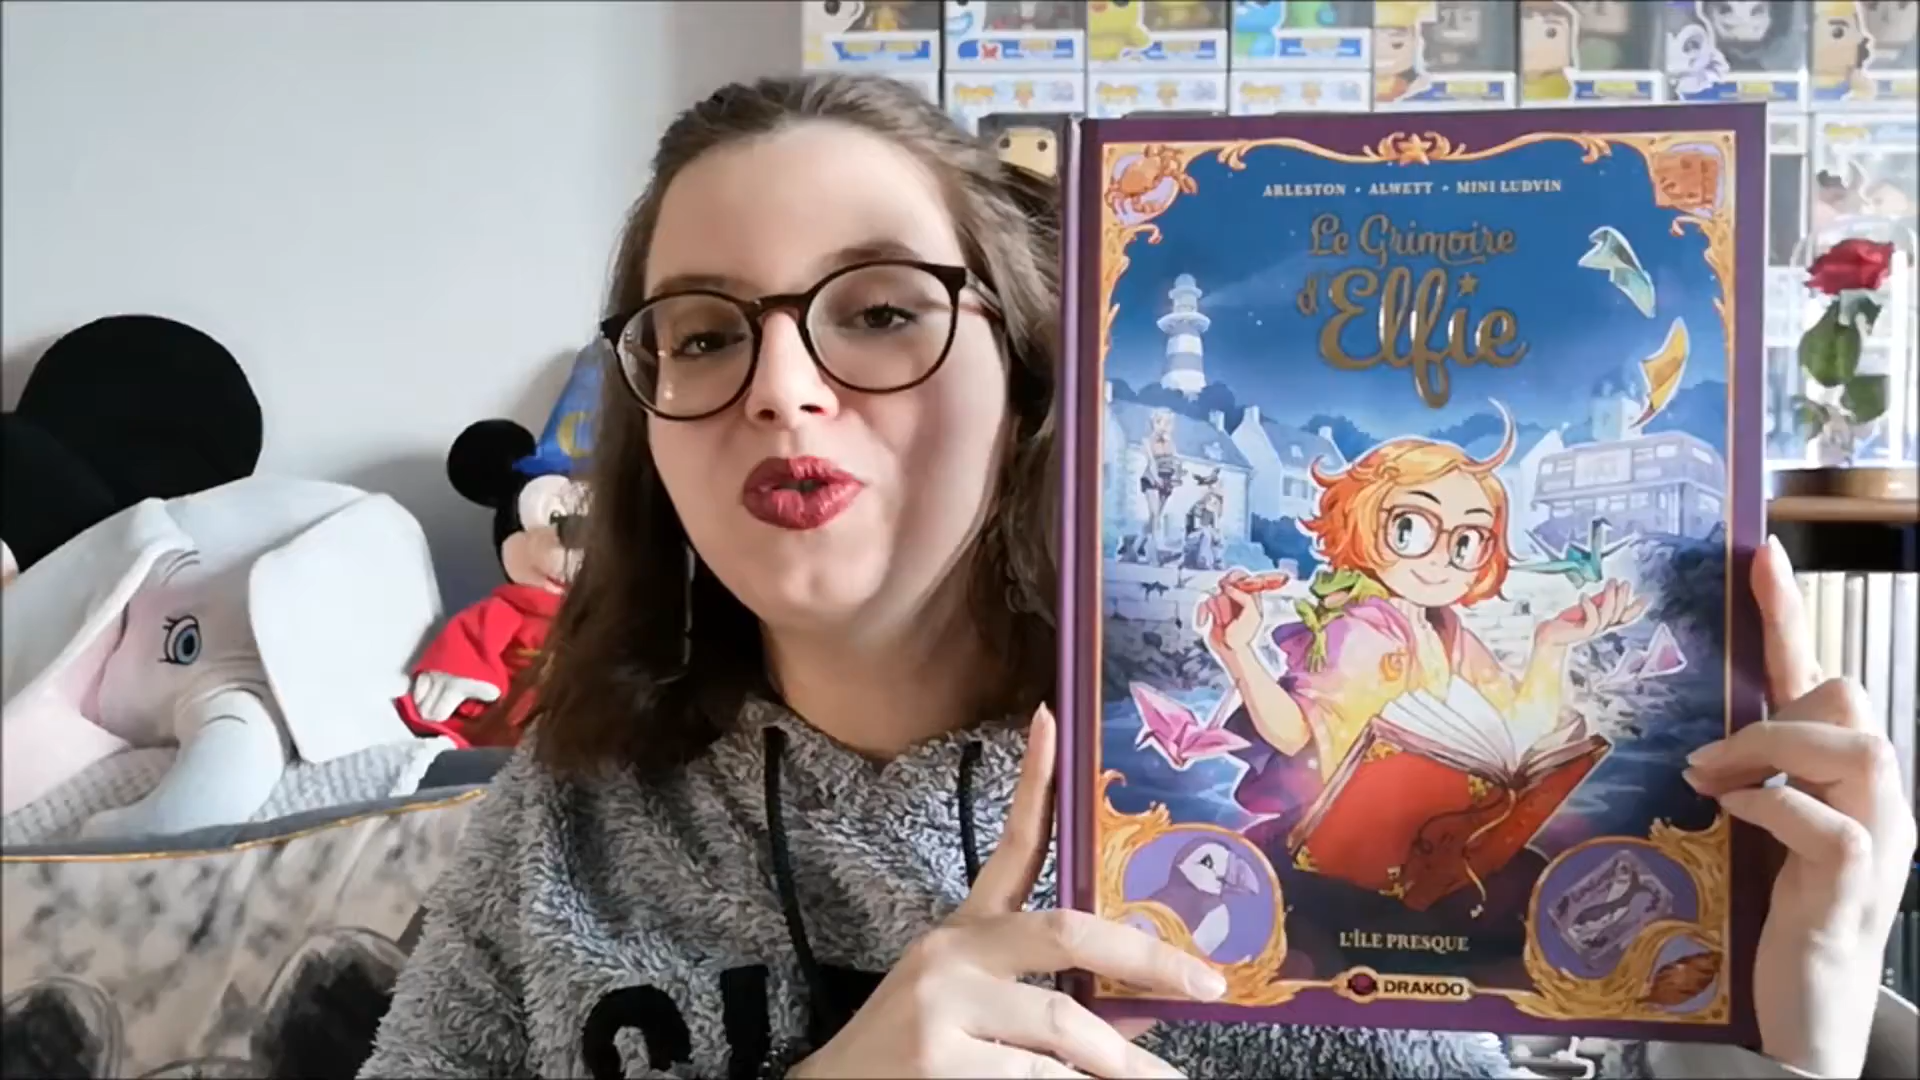 ARLESTON • ALWETT • MINI LUDVIN
Le Grimoire
d'Elfie
L'ÎLE PRESQUE
DRAKOO